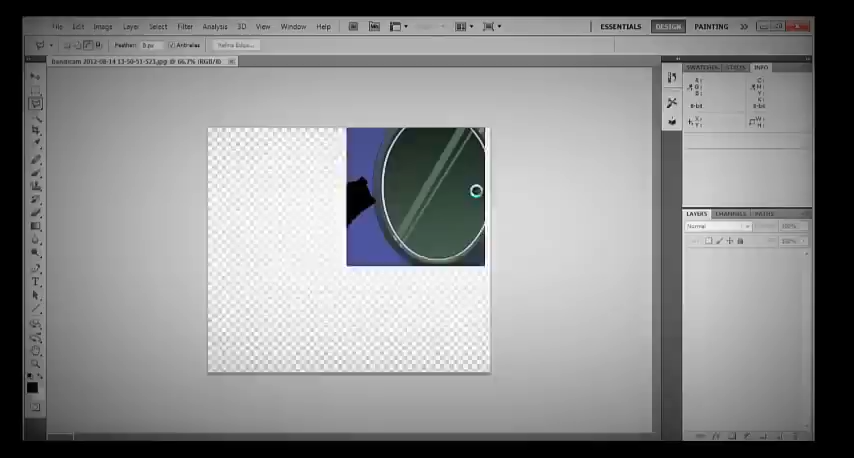 File Edit Image Layer Select Filter Analysis 3D View Window Help
ESSENTIALS DESIGN PAINTING
Feather: 0 px Anti-alias Refine Edge...
Bandicam 2012-08-14 13-50-51-523.jpg @ 66.7% (RGB/8)
SWATCHES STYLES INFO
R: C:
G: M:
B: Y:
K:
8-bit 8-bit
X: W:
Y: H:
LAYERS CHANNELS PATHS
Normal 100%
100%